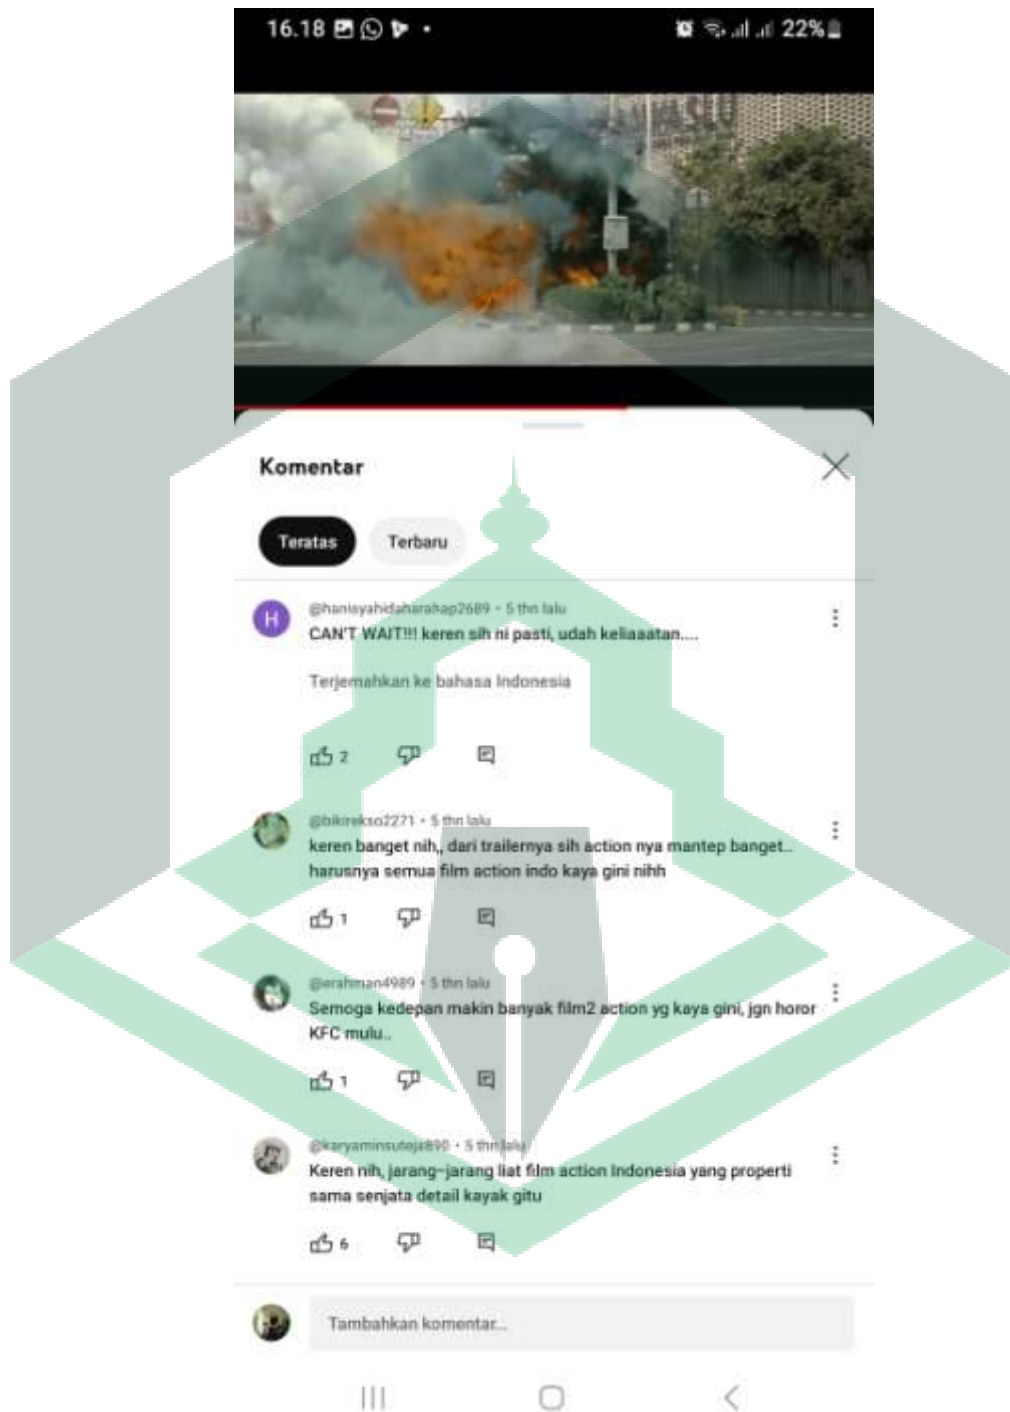 16.18
22%
Komentar
Teratas
Terbaru
H
@hanisyahidaharahap2689 • 5 thn lalu
CAN'T WAIT!!! keren sih ni pasti, udah keliaaatan....
Terjemahkan ke bahasa Indonesia
2
@bikirekso2271 • 5 thn lalu
keren banget nih,, dari trailernya sih action nya mantep banget..
harusnya semua film action indo kaya gini nihh
1
@erahman4989 • 5 thn lalu
Semoga kedepan makin banyak film2 action yg kaya gini, jgn horor
KFC mulu..
1
@karyaminsuteja890 • 5 thn lalu
Keren nih, jarang-jarang liat film action Indonesia yang properti
sama senjata detail kayak gitu
6
Tambahkan komentar...